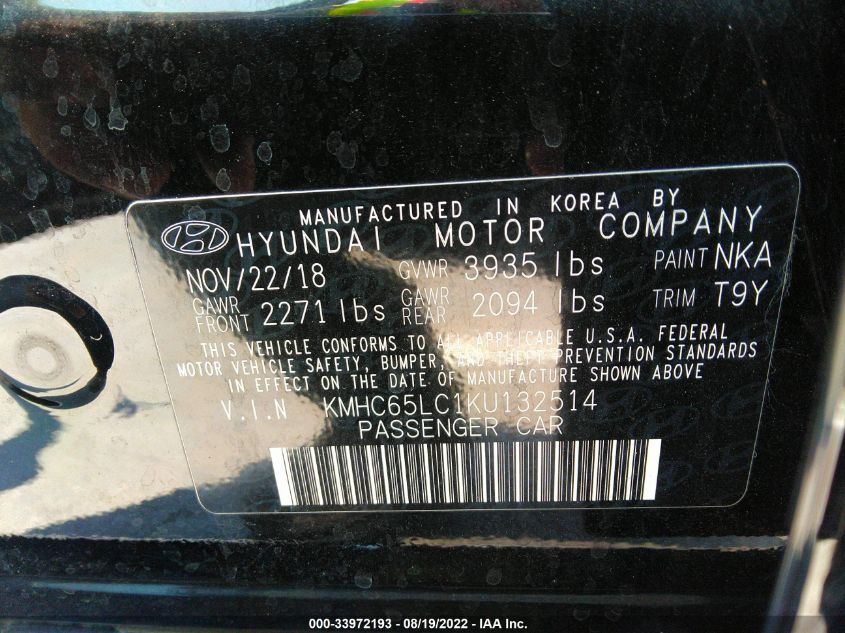 MANUFACTURED IN KOREA BY
HYUNDAI MOTOR COMPANY
NOV/22/18 GVWR 3935 lbs PAINT NKA
GAWR FRONT 2271 lbs GAWR REAR 2094 lbs TRIM T9Y
THIS VEHICLE CONFORMS TO ALL APPLICABLE U.S.A. FEDERAL
MOTOR VEHICLE SAFETY, BUMPER, AND THEFT PREVENTION STANDARDS
IN EFFECT ON THE DATE OF MANUFACTURE SHOWN ABOVE
V.I.N KMHC65LC1KU132514
PASSENGER CAR
000-33972193 - 08/19/2022 - IAA Inc.